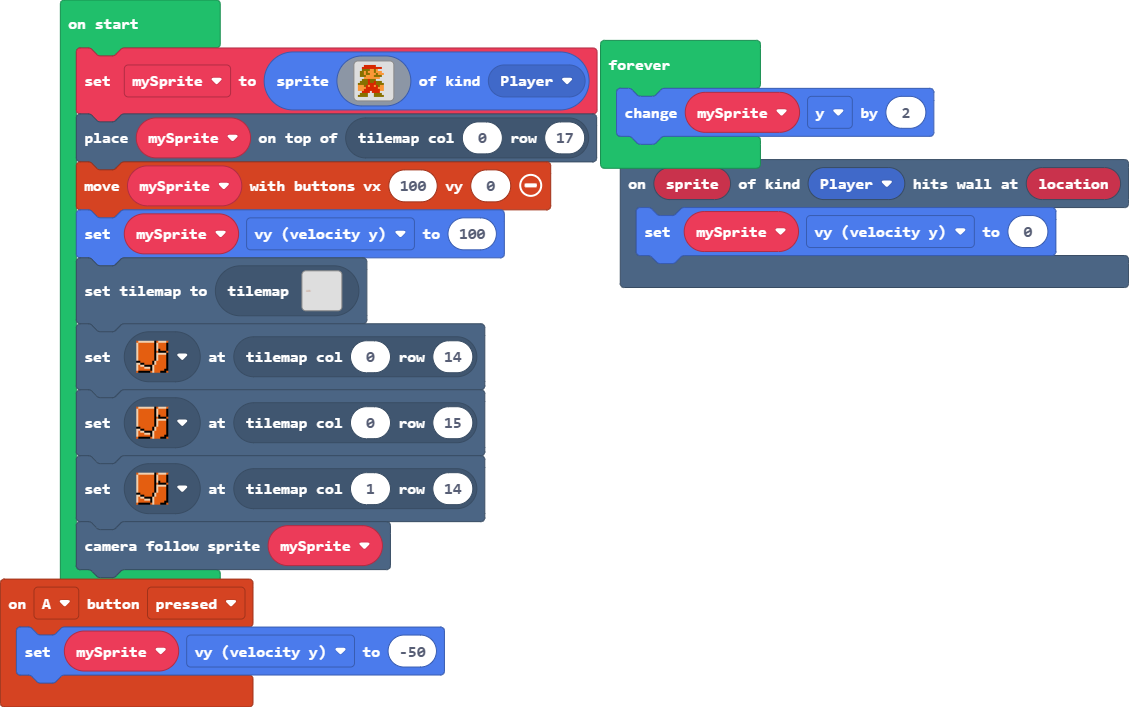 on start
set mySprite to sprite of kind Player
place mySprite on top of tilemap col 0 row 17
move mySprite with buttons vx 100 vy 0
set mySprite vy (velocity y) to 100
set tilemap to tilemap
set at tilemap col 0 row 14
set at tilemap col 0 row 15
set at tilemap col 1 row 14
camera follow sprite mySprite
on A button pressed
set mySprite vy (velocity y) to -50
forever
change mySprite y by 2
on sprite of kind Player hits wall at location
set mySprite vy (velocity y) to 0